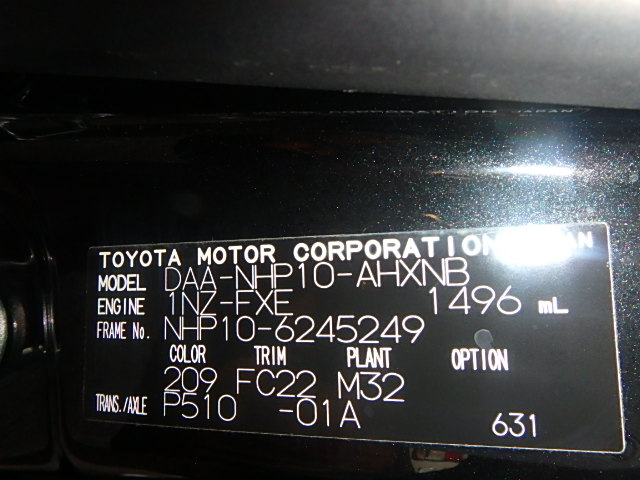 TOYOTA MOTOR CORPORATION JAPAN
MODEL DAA-NHP10-AHXNB
ENGINE 1NZ-FXE 1496 mL
FRAME No. NHP10-6245249
COLOR TRIM PLANT OPTION
209 FC22 M32
TRANS./AXLE P510 -01A 631